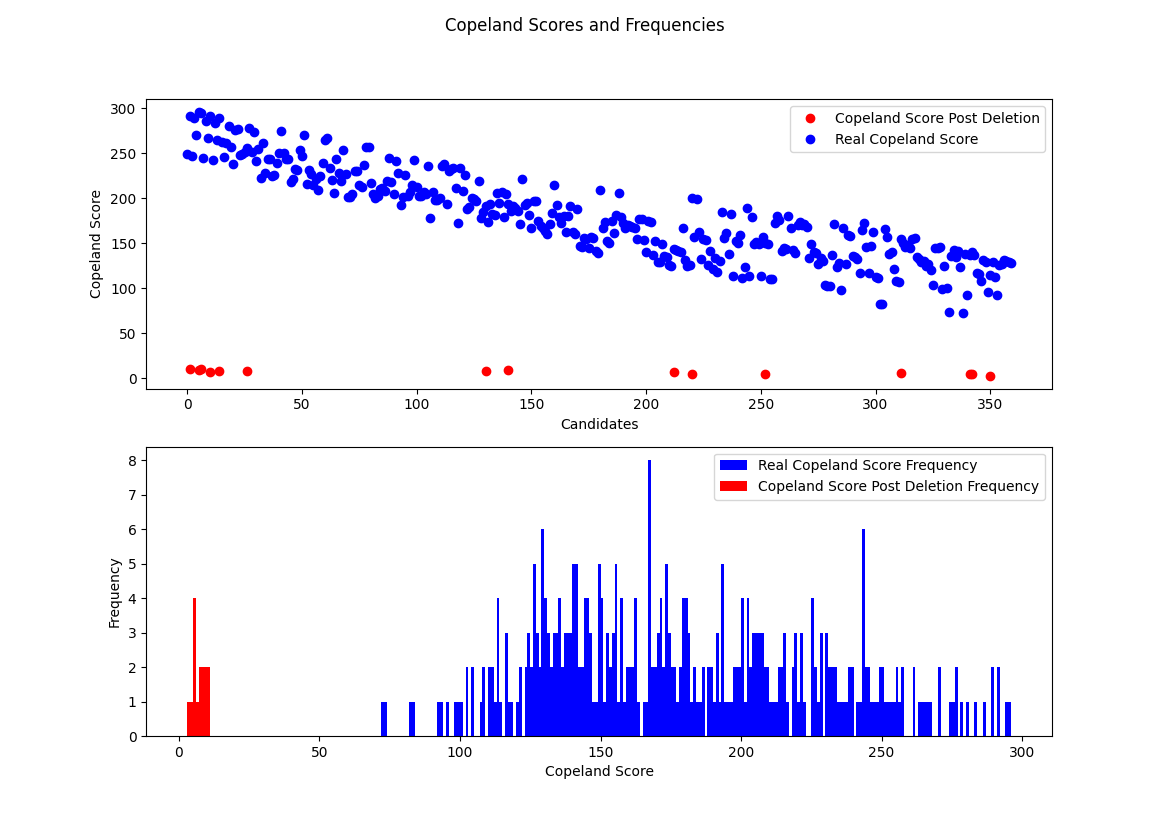 Copeland Scores and Frequencies
300
250
200
150
100
50
0
Copeland Score
Copeland Score Post Deletion
Real Copeland Score
0 50 100 150 200 250 300 350
Candidates
8
7
6
5
4
3
2
1
0
Frequency
Real Copeland Score Frequency
Copeland Score Post Deletion Frequency
0 50 100 150 200 250 300
Copeland Score